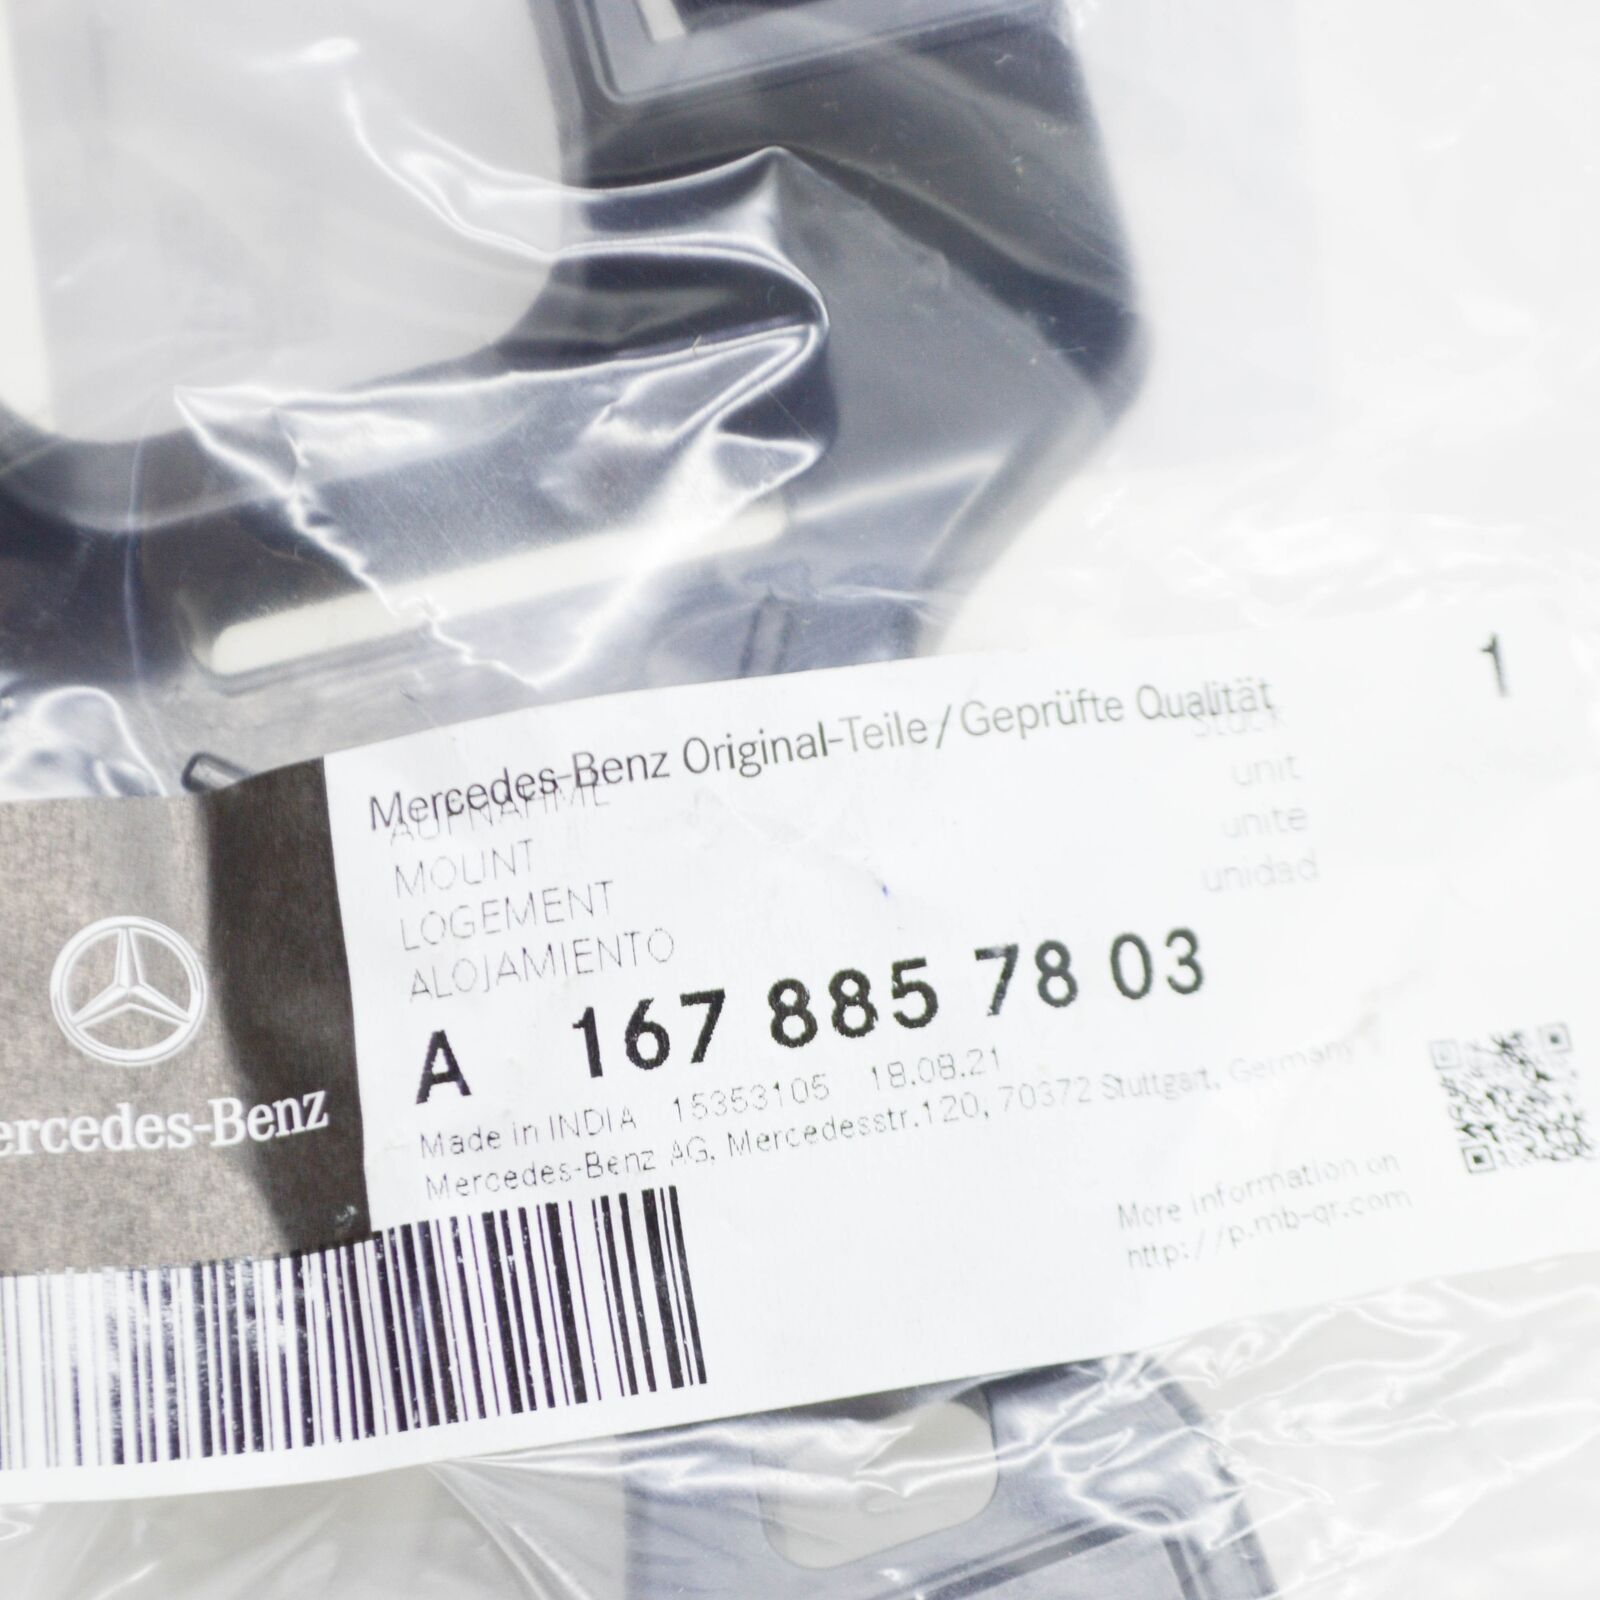 Mercedes-Benz Original-Teile/Geprüfte Qualität
1
AUFNAHME
Stück
MOUNT
unit
LOGEMENT
unite
ALOJAMIENTO
unidad
A 167 885 78 03
Made in INDIA 15353105 18.08.21
Mercedes-Benz AG, Mercedesstr.120, 70372 Stuttgart, Germany
More information on
http://p.mb-qr.com
ercedes-Benz